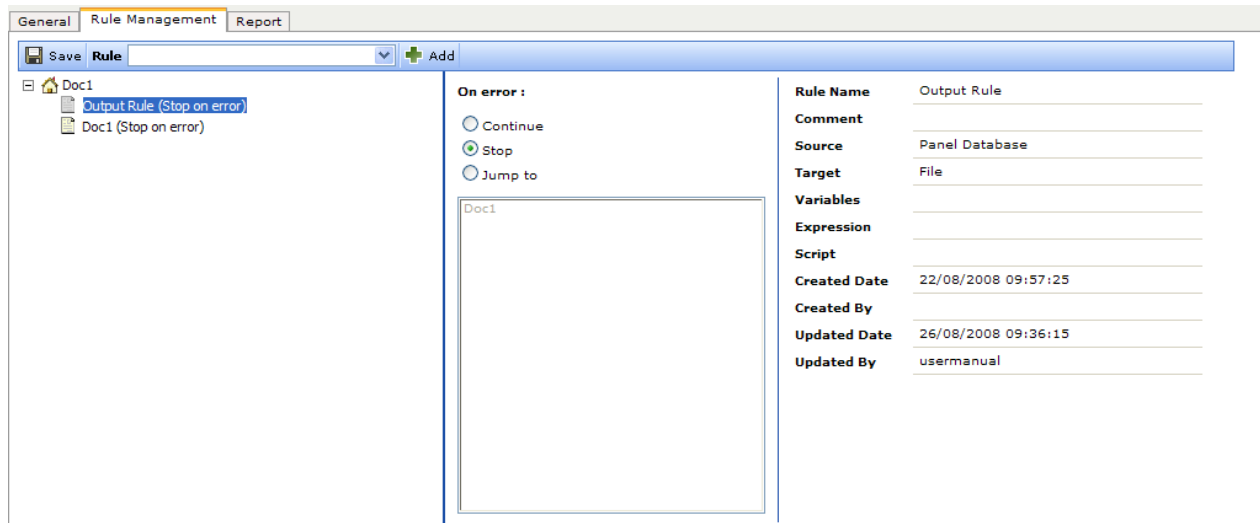 General Rule Management Report
Save Rule Add
Doc1
Output Rule (Stop on error)
Doc1 (Stop on error)
On error :
Continue
Stop
Jump to
Doc1
Rule Name Output Rule
Comment
Source Panel Database
Target File
Variables
Expression
Script
Created Date 22/08/2008 09:57:25
Created By
Updated Date 26/08/2008 09:36:15
Updated By usermanual